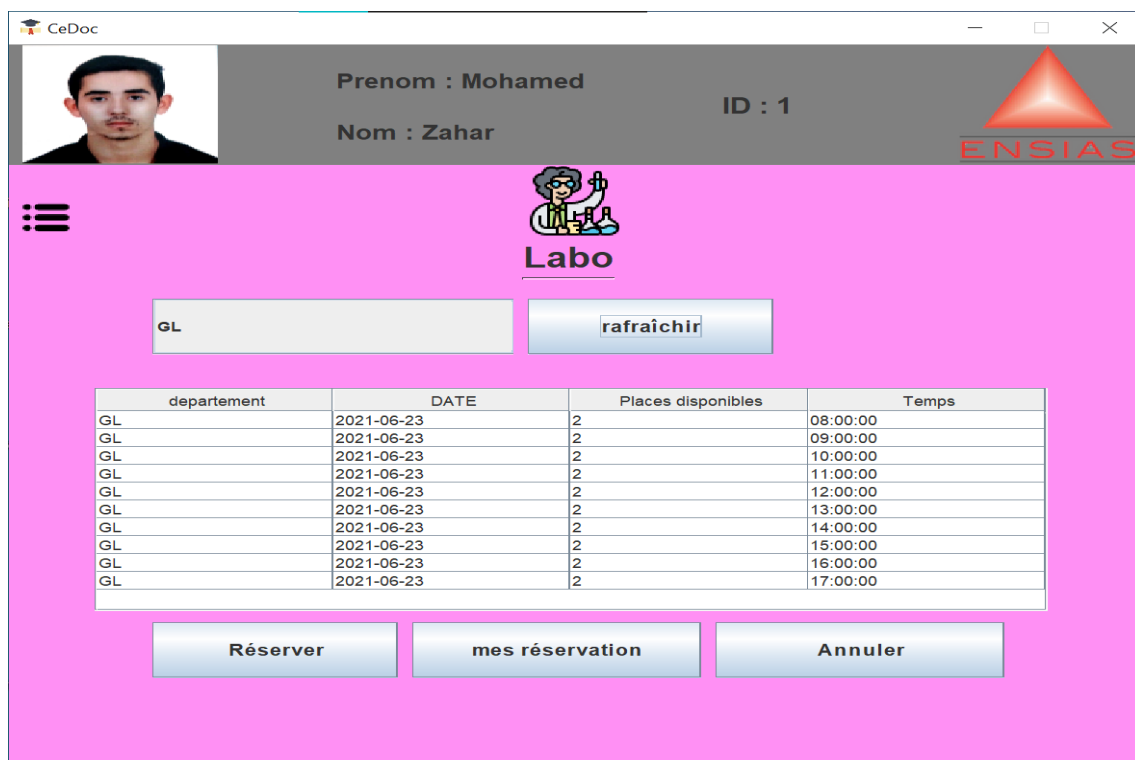 CeDoc
Prenom : Mohamed
ID : 1
Nom : Zahar
ENSIAS
Labo
GL rafraîchir
departement DATE Places disponibles Temps
GL 2021-06-23 2 08:00:00
GL 2021-06-23 2 09:00:00
GL 2021-06-23 2 10:00:00
GL 2021-06-23 2 11:00:00
GL 2021-06-23 2 12:00:00
GL 2021-06-23 2 13:00:00
GL 2021-06-23 2 14:00:00
GL 2021-06-23 2 15:00:00
GL 2021-06-23 2 16:00:00
GL 2021-06-23 2 17:00:00
Réserver mes réservation Annuler